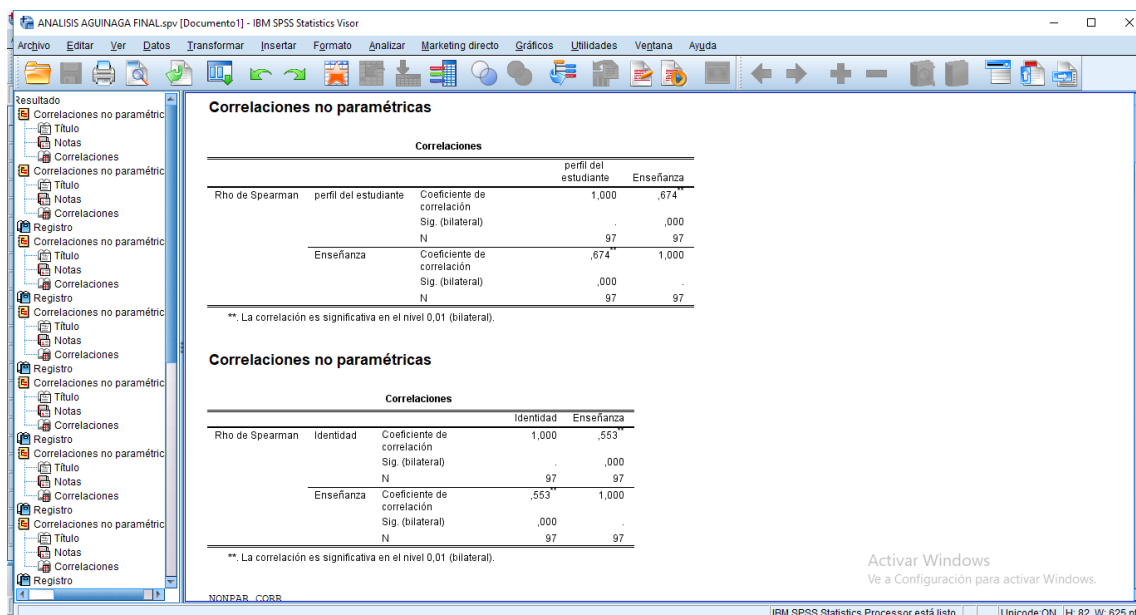 ANALISIS AGUINAGA FINAL.spv [Documento1] - IBM SPSS Statistics Visor
Archivo Editar Ver Datos Transformar Insertar Formato Analizar Marketing directo Gráficos Utilidades Ventana Ayuda
Resultado
Correlaciones no paramétric
Título
Notas
Correlaciones
Correlaciones no paramétric
Título
Notas
Correlaciones
Registro
Correlaciones no paramétric
Título
Notas
Correlaciones
Registro
Correlaciones no paramétric
Título
Notas
Correlaciones
Registro
Correlaciones no paramétric
Título
Notas
Correlaciones
Registro
Correlaciones no paramétric
Título
Notas
Correlaciones
Registro
Correlaciones no paramétric
Título
Notas
Correlaciones
Registro
Correlaciones no paramétricas
Correlaciones
perfil del
estudiante Enseñanza
Rho de Spearman perfil del estudiante Coeficiente de
correlación 1,000 ,674**
Sig. (bilateral) . ,000
N 97 97
Enseñanza Coeficiente de
correlación ,674** 1,000
Sig. (bilateral) ,000 .
N 97 97
**. La correlación es significativa en el nivel 0,01 (bilateral).
Correlaciones no paramétricas
Correlaciones
Identidad Enseñanza
Rho de Spearman Identidad Coeficiente de
correlación 1,000 ,553**
Sig. (bilateral) . ,000
N 97 97
Enseñanza Coeficiente de
correlación ,553** 1,000
Sig. (bilateral) ,000 .
N 97 97
**. La correlación es significativa en el nivel 0,01 (bilateral).
NONPAR CORR
Activar Windows
Ve a Configuración para activar Windows.
IBM SPSS Statistics Processor está listo Unicode:ON H: 82, W: 625 pt